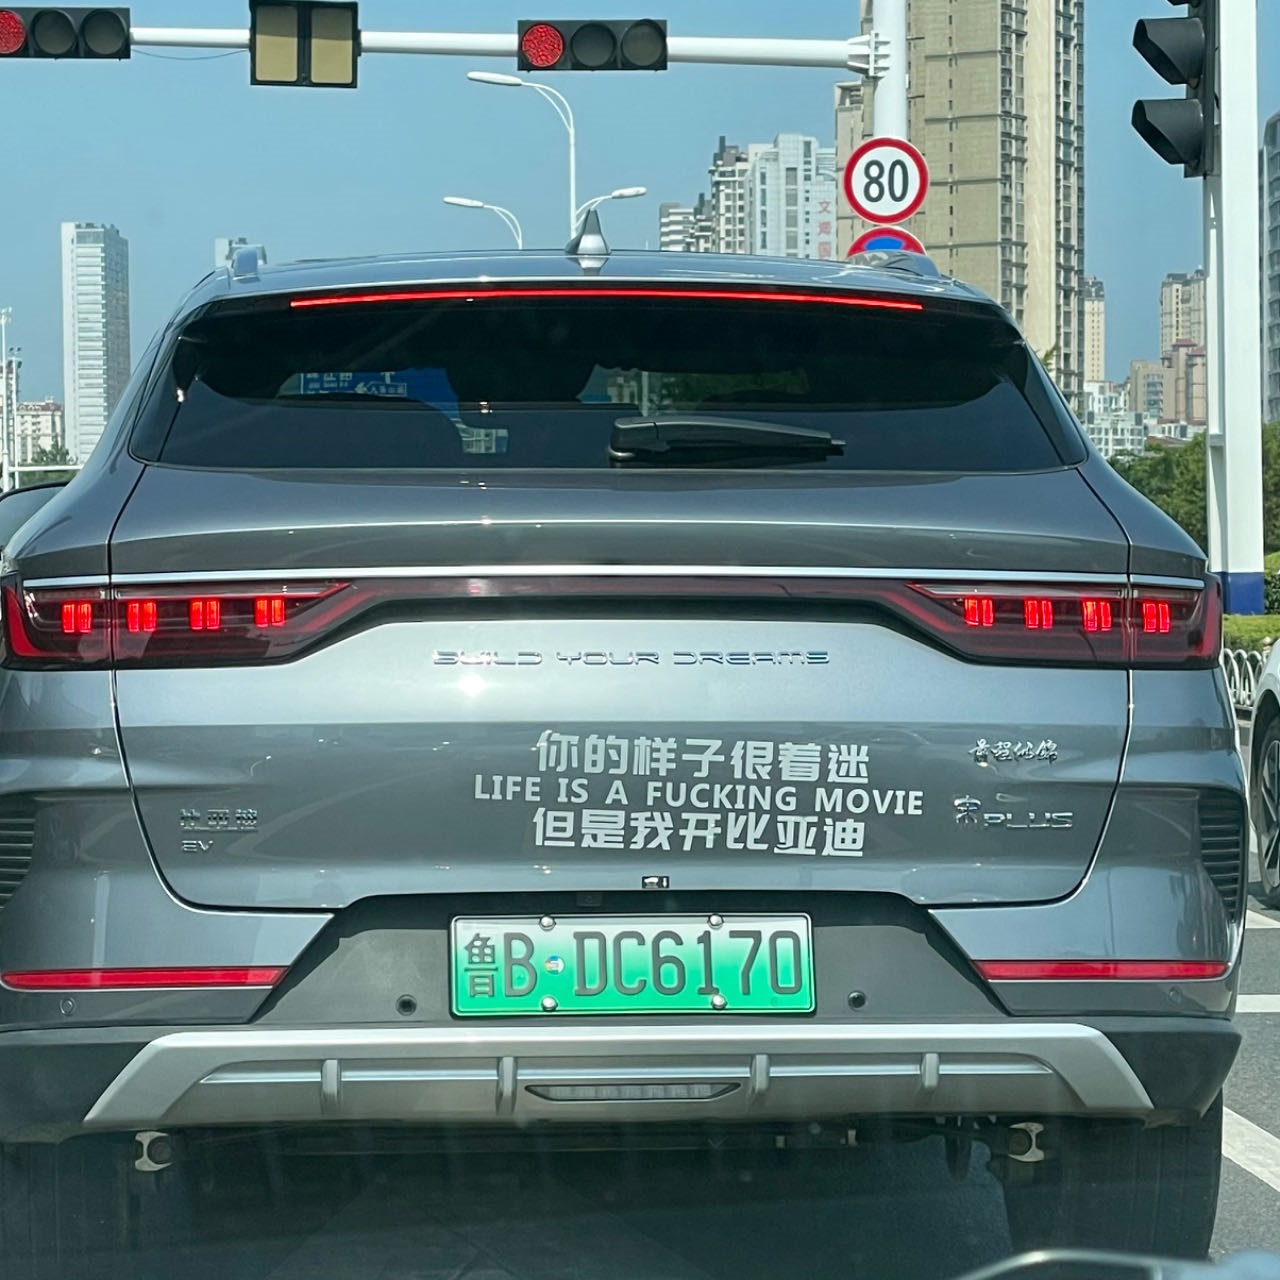 80
BUILD YOUR DREAMS
你的样子很着迷
LIFE IS A FUCKING MOVIE
但是我开比亚迪
比亚迪
EV
宋PLUS
鲁B·DC6170